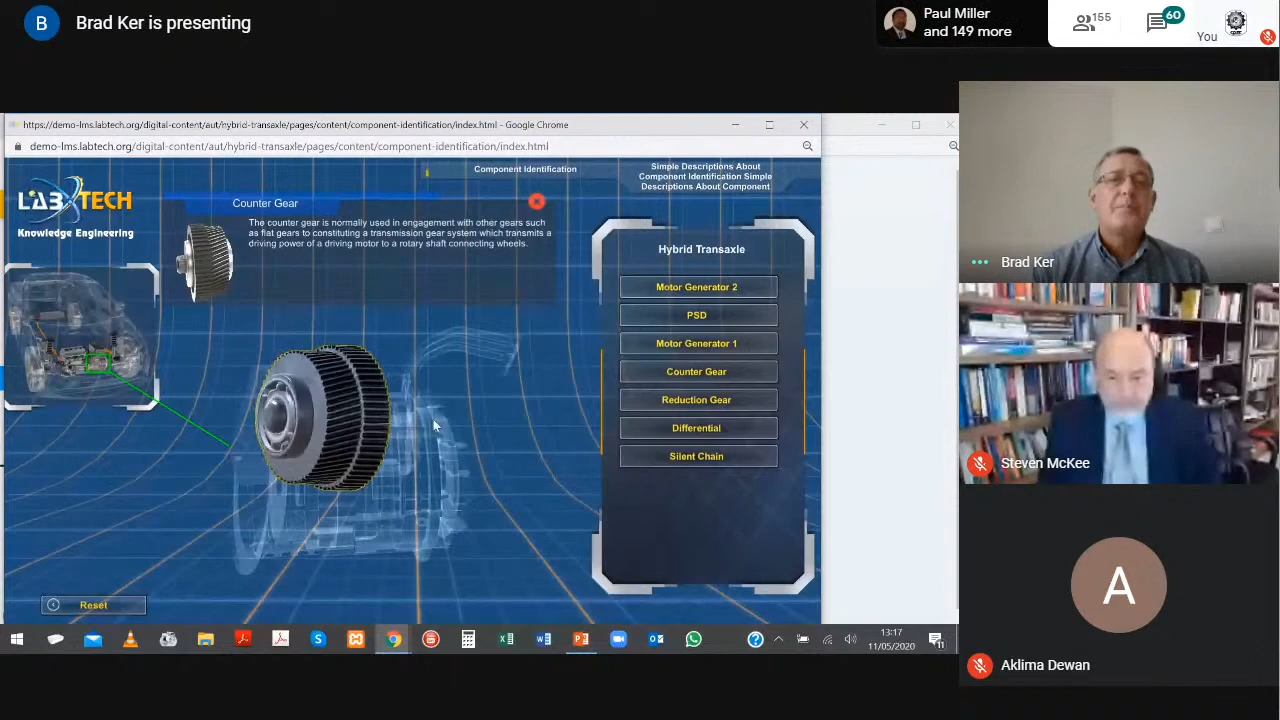 B
Brad Ker is presenting
Paul Miller
and 149 more
155
60
You
https://demo-lms.labtech.org/digital-content/aut/hybrid-transaxle/pages/content/component-identification/index.html - Google Chrome
demo-lms.labtech.org/digital-content/aut/hybrid-transaxle/pages/content/component-identification/index.html
LAB TECH
Knowledge Engineering
Component Identification
Simple Descriptions About
Component Identification Simple
Descriptions About Component
Counter Gear
The counter gear is normally used in engagement with other gears such
as flat gears to constituting a transmission gear system which transmits a
driving power of a driving motor to a rotary shaft connecting wheels.
Hybrid Transaxle
Motor Generator 2
PSD
Motor Generator 1
Counter Gear
Reduction Gear
Differential
Silent Chain
Reset
13:17
11/05/2020
11
Brad Ker
Steven McKee
A
Aklima Dewan